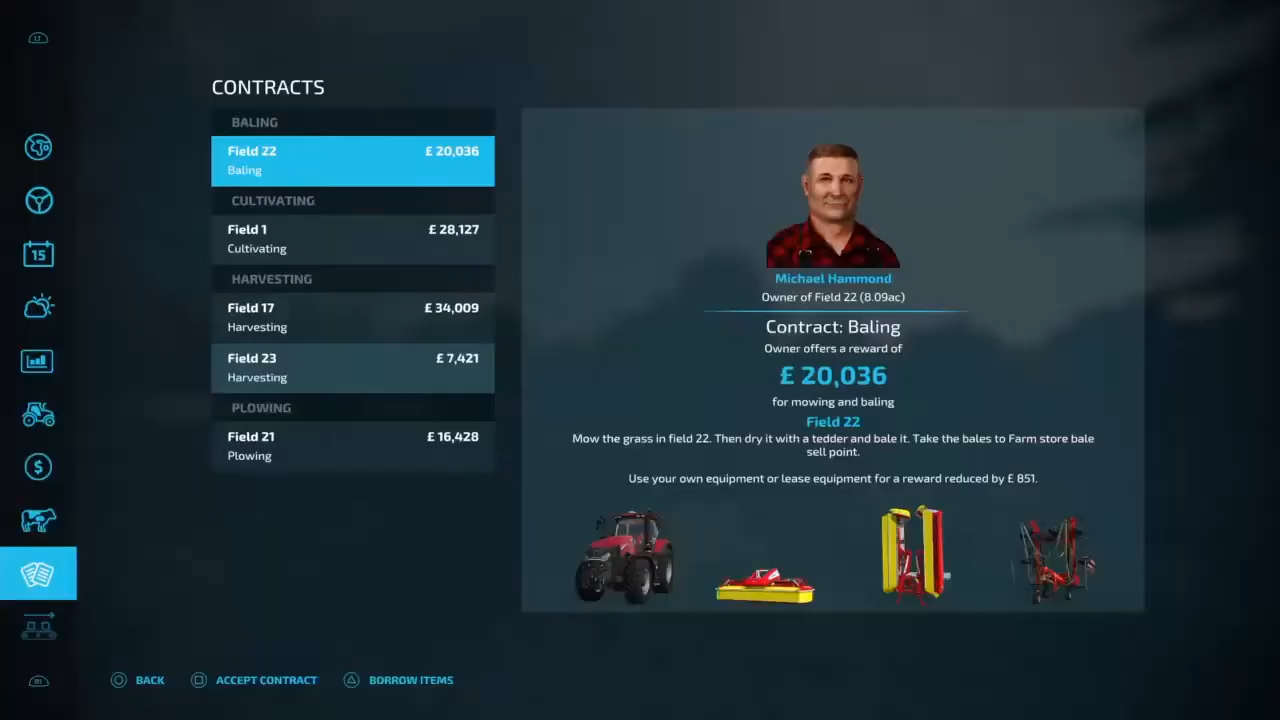 CONTRACTS
BALING
Field 22 £ 20,036
Baling
CULTIVATING
Field 1 £ 28,127
Cultivating
HARVESTING
Field 17 £ 34,009
Harvesting
Field 23 £ 7,421
Harvesting
PLOWING
Field 21 £ 16,428
Plowing
Michael Hammond
Owner of Field 22 (8.09ac)
Contract: Baling
Owner offers a reward of
£ 20,036
for mowing and baling
Field 22
Mow the grass in field 22. Then dry it with a tedder and bale it. Take the bales to Farm store bale
sell point.
Use your own equipment or lease equipment for a reward reduced by £ 851.
15
$
BACK ACCEPT CONTRACT BORROW ITEMS